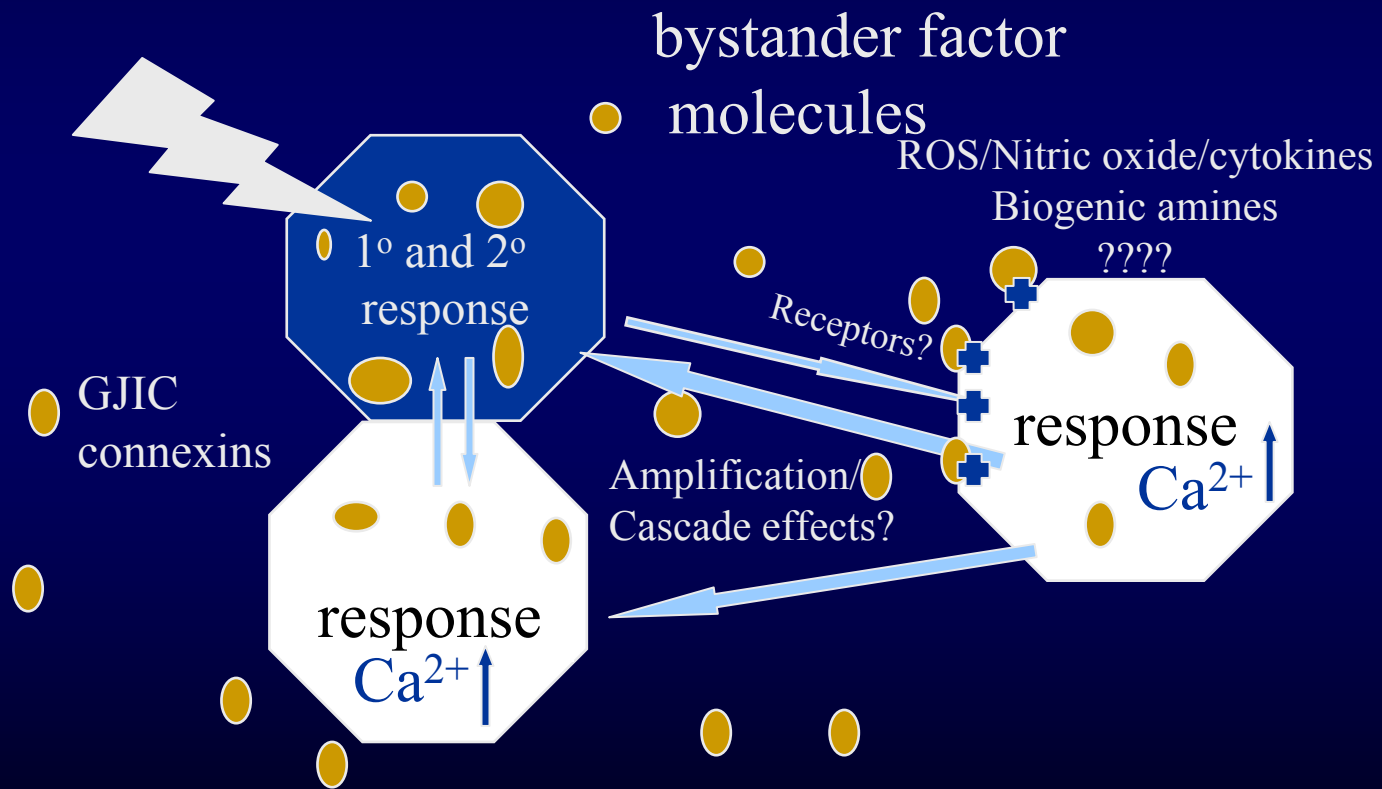 bystander factor
molecules
ROS/Nitric oxide/cytokines
Biogenic amines
????
1º and 2º
response
Receptors?
GJIC
connexins
response
Ca²⁺
Amplification/
Cascade effects?
response
Ca²⁺